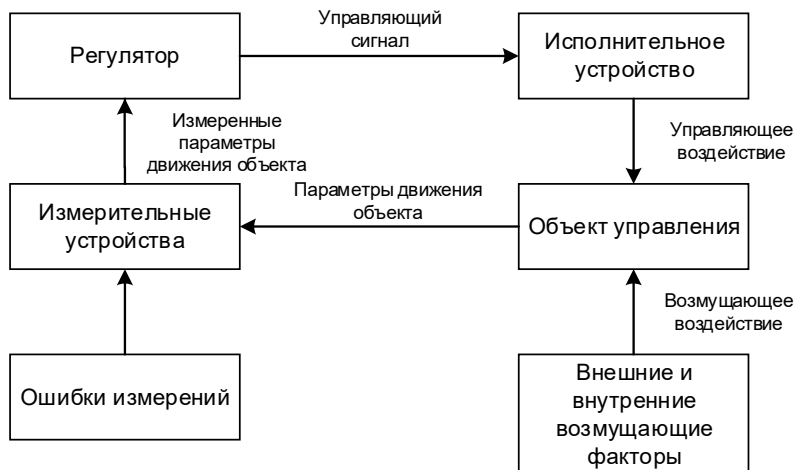 Регулятор
Управляющий
сигнал
Исполнительное
устройство
Измеренные
параметры
движения объекта
Управляющее
воздействие
Измерительные
устройства
Параметры движения
объекта
Объект управления
Возмущающее
воздействие
Ошибки измерений
Внешние и
внутренние
возмущающие
факторы